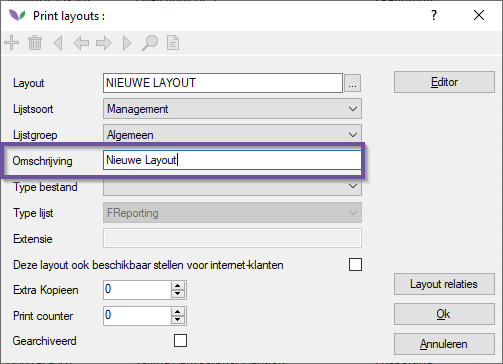 Print layouts :
Layout NIEUWE LAYOUT ... Editor
Lijstsoort Management
Lijstgroep Algemeen
Omschrijving Nieuwe Layout
Type bestand
Type lijst FReporting
Extensie
Deze layout ook beschikbaar stellen voor internet-klanten
Extra Kopieen 0 Layout relaties
Print counter 0 Ok
Gearchiveerd Annuleren